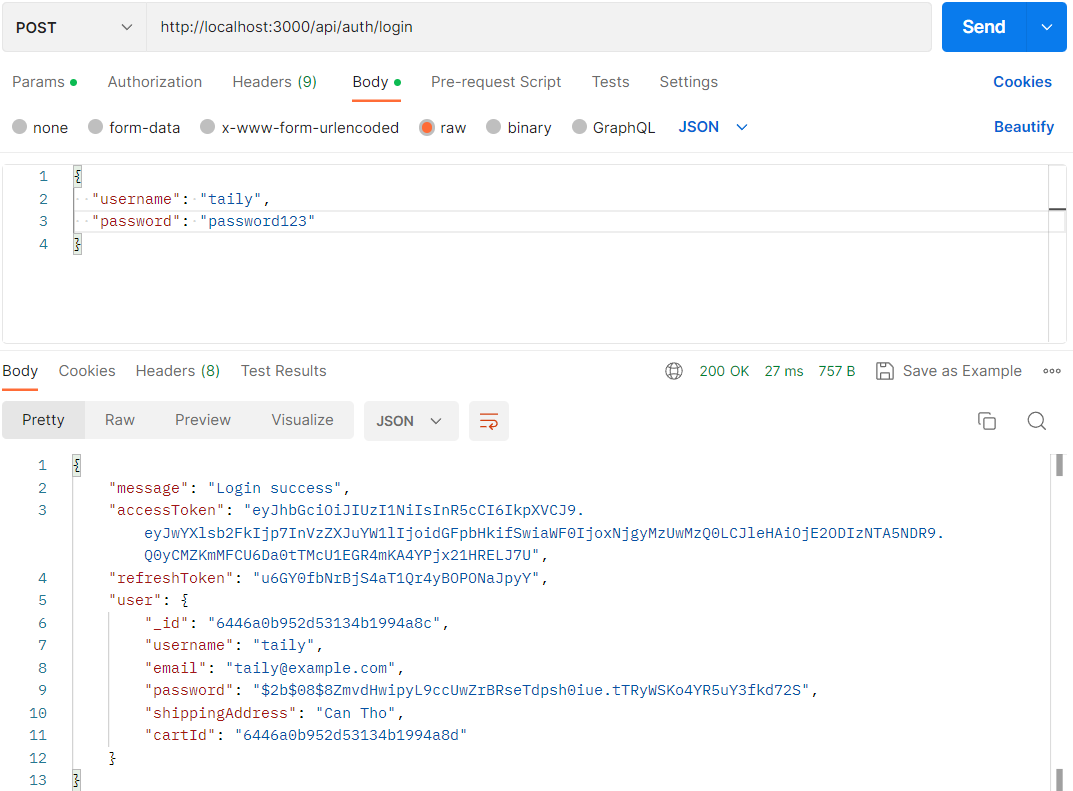 POST http://localhost:3000/api/auth/login Send
Params Authorization Headers (9) Body Pre-request Script Tests Settings Cookies
none form-data x-www-form-urlencoded raw binary GraphQL JSON Beautify
1 {
2 "username": "taily",
3 "password": "password123"
4 }
Body Cookies Headers (8) Test Results 200 OK 27 ms 757 B Save as Example
Pretty Raw Preview Visualize JSON
1 {
2 "message": "Login success",
3 "accessToken": "eyJhbGciOiJIUzI1NiIsInR5cCI6IkpXVCJ9.
eyJwYXlsb2FkIjp7InVzZXJuYW1lIjoidGFpbHkifSwiaWF0IjoxNjgyMzUwMzQ0LCJleHAiOjE2ODIzNTA5NDR9.
Q0yCMZKmMFCU6Da0tTMcU1EGR4mKA4YPjx21HRELJ7U",
4 "refreshToken": "u6GY0fbNrBjS4aT1Qr4yBOPONaJpyY",
5 "user": {
6 "_id": "6446a0b952d53134b1994a8c",
7 "username": "taily",
8 "email": "taily@example.com",
9 "password": "$2b$08$8ZmvdHwipyL9ccUwZrBRseTdpsh0iue.tTRyWSKo4YR5uY3fkd72S",
10 "shippingAddress": "Can Tho",
11 "cartId": "6446a0b952d53134b1994a8d"
12 }
13 }